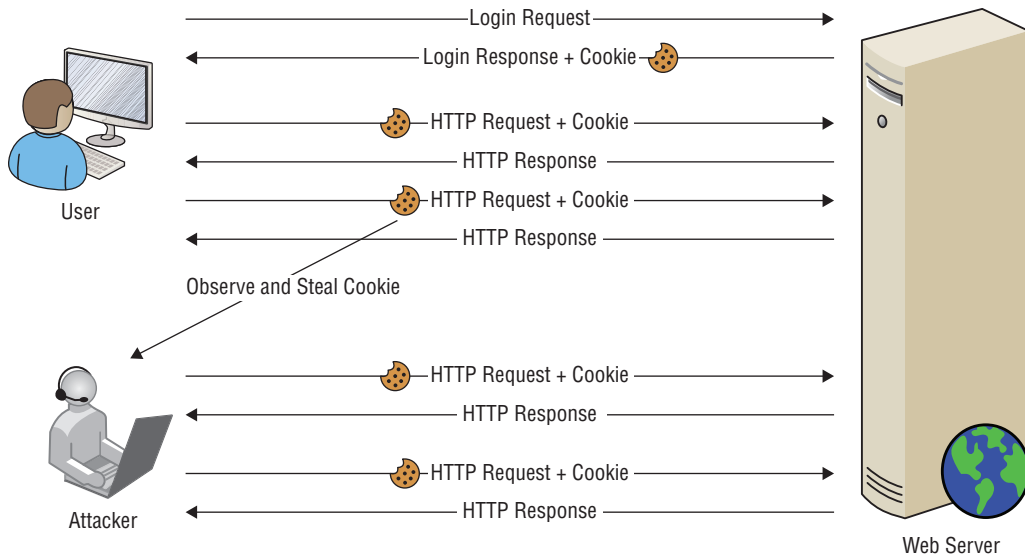 Login Request
Login Response + Cookie
HTTP Request + Cookie
HTTP Response
HTTP Request + Cookie
User
HTTP Response
Observe and Steal Cookie
HTTP Request + Cookie
HTTP Response
HTTP Request + Cookie
HTTP Response
Attacker
Web Server